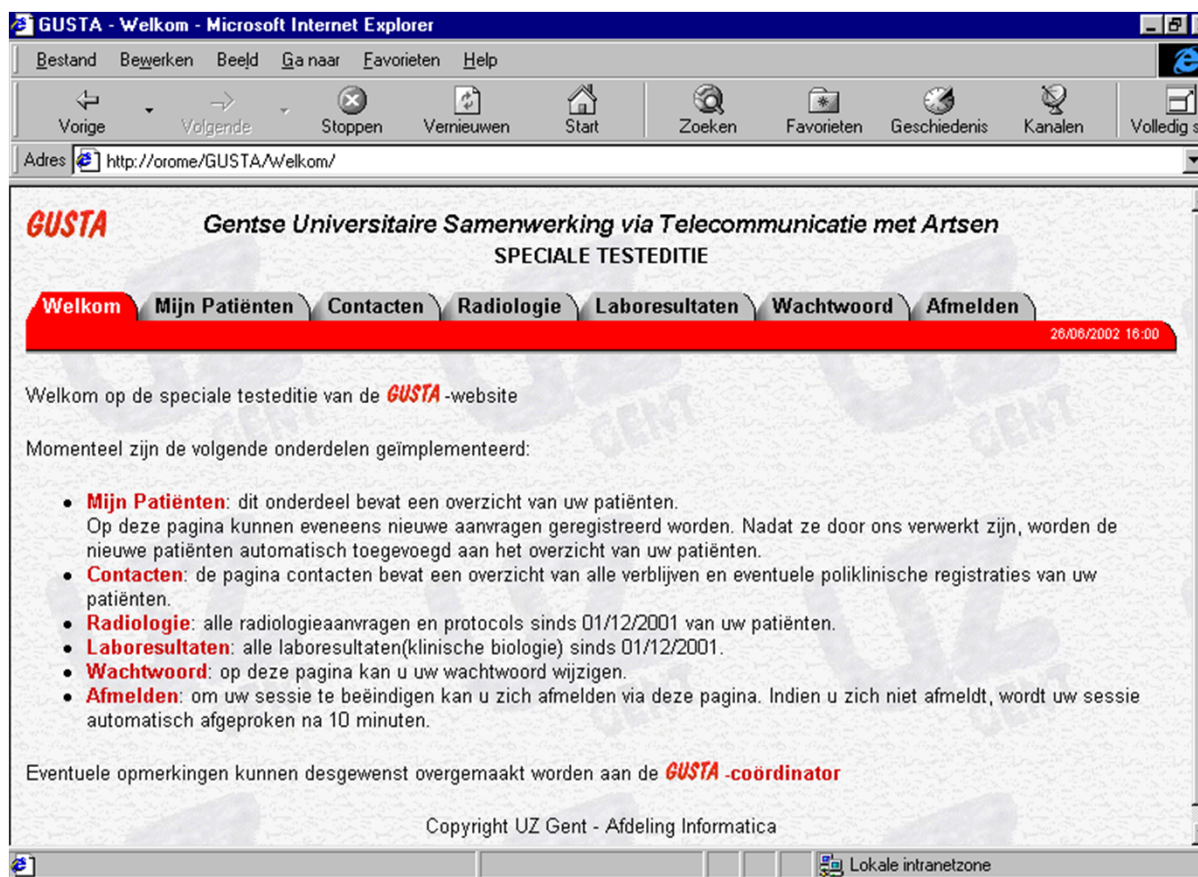 GUSTA - Welkom - Microsoft Internet Explorer
Bestand Bewerken Beeld Ga naar Favorieten Help
Vorige Volgende Stoppen Vernieuwen Start Zoeken Favorieten Geschiedenis Kanalen Volledig s
Adres http://orome/GUSTA/Welkom/
GUSTA Gentse Universitaire Samenwerking via Telecommunicatie met Artsen
SPECIALE TESTEDITIE
Welkom Mijn Patiënten Contacten Radiologie Laboresultaten Wachtwoord Afmelden
26/06/2002 16:00
Welkom op de speciale testeditie van de GUSTA -website
Momenteel zijn de volgende onderdelen geïmplementeerd:
• Mijn Patiënten: dit onderdeel bevat een overzicht van uw patiënten.
Op deze pagina kunnen eveneens nieuwe aanvragen geregistreerd worden. Nadat ze door ons verwerkt zijn, worden de
nieuwe patiënten automatisch toegevoegd aan het overzicht van uw patiënten.
• Contacten: de pagina contacten bevat een overzicht van alle verblijven en eventuele poliklinische registraties van uw
patiënten.
• Radiologie: alle radiologieaanvragen en protocols sinds 01/12/2001 van uw patiënten.
• Laboresultaten: alle laboresultaten(klinische biologie) sinds 01/12/2001.
• Wachtwoord: op deze pagina kan u uw wachtwoord wijzigen.
• Afmelden: om uw sessie te beëindigen kan u zich afmelden via deze pagina. Indien u zich niet afmeldt, wordt uw sessie
automatisch afgeproken na 10 minuten.
Eventuele opmerkingen kunnen desgewenst overgemaakt worden aan de GUSTA -coördinator
Copyright UZ Gent - Afdeling Informatica
Lokale intranetzone